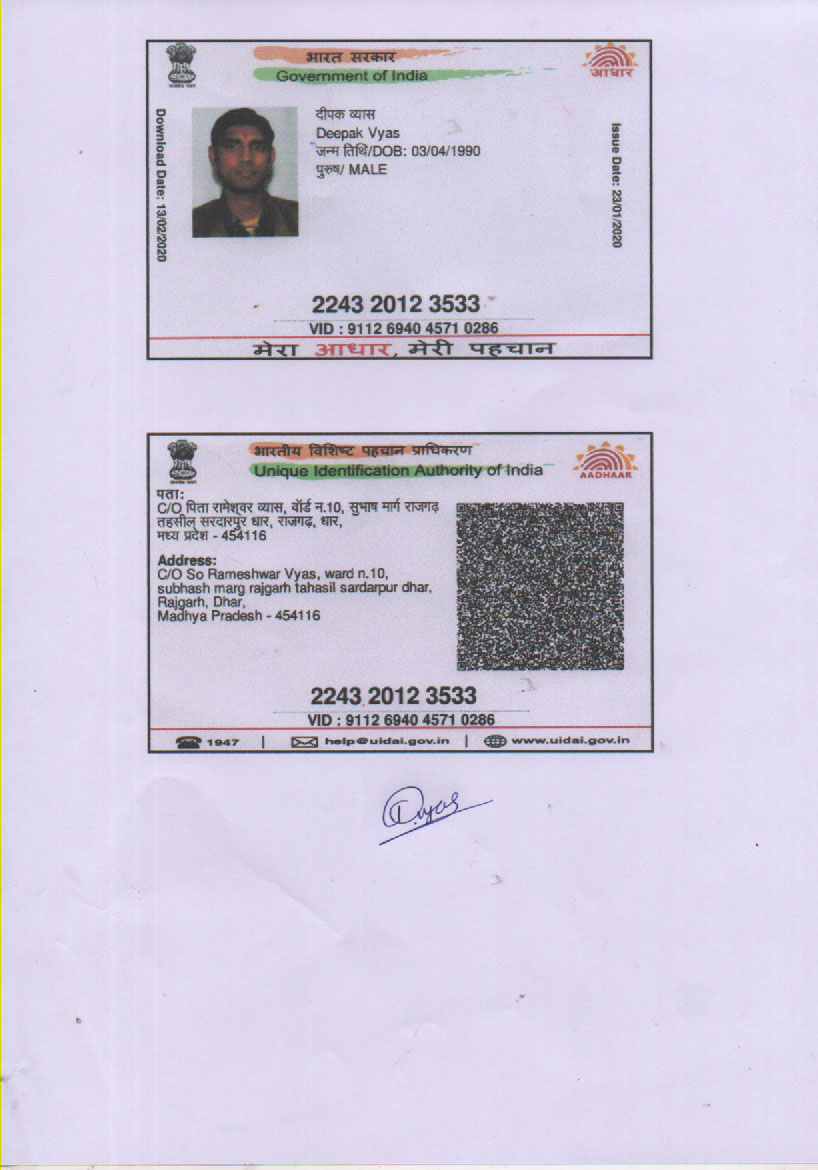 भारत सरकार
Government of India
आधार
Download Date: 13/02/2020
दीपक व्यास
Deepak Vyas
जन्म तिथि/DOB: 03/04/1990
पुरुष/ MALE
Issue Date: 23/01/2020
2243 2012 3533
VID : 9112 6940 4571 0286
मेरा आधार, मेरी पहचान
भारतीय विशिष्ट पहचान प्राधिकरण
Unique Identification Authority of India
AADHAAR
पता:
C/O पिता रामेश्वर व्यास, वॉर्ड न.10, सुभाष मार्ग राजगढ़
तहसील सरदारपुर धार, राजगढ़, धार,
मध्य प्रदेश - 454116
Address:
C/O So Rameshwar Vyas, ward n.10,
subhash marg rajgarh tahasil sardarpur dhar,
Rajgarh, Dhar,
Madhya Pradesh - 454116
2243 2012 3533
VID : 9112 6940 4571 0286
1947 | help@uidai.gov.in | www.uidai.gov.in
Dvyas